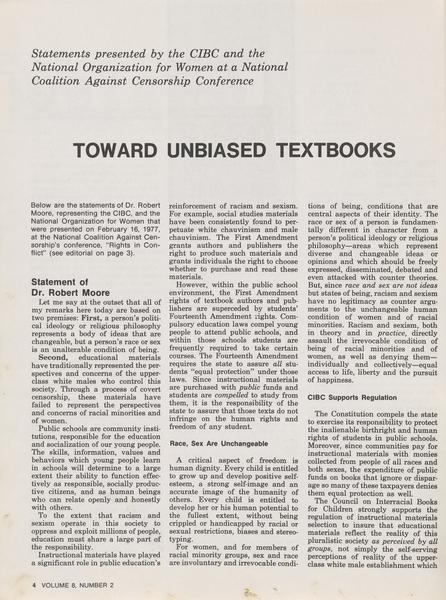 Statements presented by the CIBC and the
National Organization for Women at a National
Coalition Against Censorship Conference
TOWARD UNBIASED TEXTBOOKS
Below are the statements of Dr. Robert
Moore, representing the CIBC, and the
National Organization for Women that
were presented on February 16, 1977,
at the National Coalition Against Cen-
sorship's conference, "Rights in Con-
flict" (see editorial on page 3).
Statement of
Dr. Robert Moore
Let me say at the outset that all of
my remarks here today are based on
two premises: First, a person's politi-
cal ideology or religious philosophy
represents a body of ideas that are
changeable, but a person's race or sex
is an unalterable condition of being.
Second, educational materials
have traditionally represented the per-
spectives and concerns of the upper-
class white males who control this
society. Through a process of covert
censorship, these materials have
failed to represent the perspectives
and concerns of racial minorities and
of women.
Public schools are community insti-
tutions, responsible for the education
and socialization of our young people.
The skills, information, values and
behaviors which young people learn
in schools will determine to a large
extent their ability to function effec-
tively as responsible, socially produc-
tive citizens, and as human beings
who can relate openly and honestly
with others.
To the extent that racism and
sexism operate in this society to
oppress and exploit millions of people,
education must share a large part of
the responsibility.
Instructional materials have played
a significant role in public education's
reinforcement of racism and sexism.
For example, social studies materials
have been consistently found to per-
petuate white chauvinism and male
chauvinism. The First Amendment
grants authors and publishers the
right to produce such materials and
grants individuals the right to choose
whether to purchase and read these
materials.
However, within the public school
environment, the First Amendment
rights of textbook authors and pub-
lishers are superceded by students'
Fourteenth Amendment rights. Com-
pulsory education laws compel young
people to attend public schools, and
within those schools students are
frequently required to take certain
courses. The Fourteenth Amendment
requires the state to assure all stu-
dents "equal protection" under those
laws. Since instructional materials
are purchased with public funds and
students are compelled to study from
them, it is the responsibility of the
state to assure that those texts do not
infringe on the human rights and
freedom of any student.
Race, Sex Are Unchangeable
A critical aspect of freedom is
human dignity. Every child is entitled
to grow up and develop positive self-
esteem, a strong self-image and an
accurate image of the humanity of
others. Every child is entitled to
develop her or his human potential to
the fullest extent, without being
crippled or handicapped by racial or
sexual restrictions, biases and stereo-
typing.
For women, and for members of
racial minority groups, sex and race
are involuntary and irrevocable condi-
tions of being, conditions that are
central aspects of their identity. The
race or sex of a person is fundamen-
tally different in character from a
person's political ideology or religious
philosophy—areas which represent
diverse and changeable ideas or
opinions and which should be freely
expressed, disseminated, debated and
even attacked with counter theories.
But, since race and sex are not ideas
but states of being, racism and sexism
have no legitimacy as counter argu-
ments to the unchangeable human
condition of women and of racial
minorities. Racism and sexism, both
in theory and in practice, directly
assault the irrevocable condition of
being of racial minorities and of
women, as well as denying them—
individually and collectively—equal
access to life, liberty and the pursuit
of happiness.
CIBC Supports Regulation
The Constitution compels the state
to exercise its responsibility to protect
the inalienable birthright and human
rights of students in public schools.
Moreover, since communities pay for
instructional materials with monies
collected from people of all races and
both sexes, the expenditure of public
funds on books that ignore or dispar-
age so many of these taxpayers denies
them equal protection as well.
The Council on Interracial Books
for Children strongly supports the
regulation of instructional materials
selection to insure that educational
materials reflect the reality of this
pluralistic society as perceived by all
groups, not simply the self-serving
perceptions of reality of the upper-
class white male establishment which
4 VOLUME 8, NUMBER 2